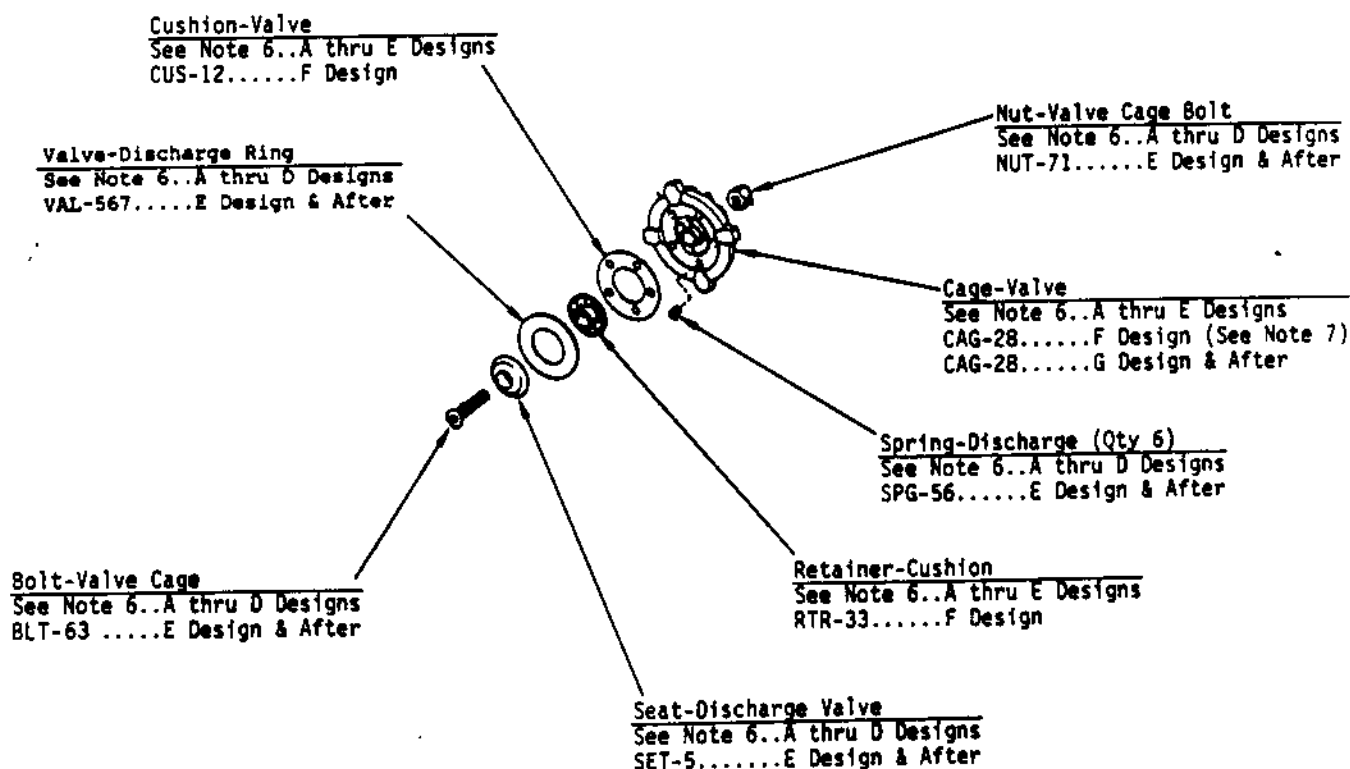 Cushion-Valve
See Note 6..A thru E Designs
CUS-12......F Design
Valve-Discharge Ring
See Note 6..A thru D Designs
VAL-567.....E Design & After
Nut-Valve Cage Bolt
See Note 6..A thru D Designs
NUT-71......E Design & After
Cage-Valve
See Note 6..A thru E Designs
CAG-28......F Design (See Note 7)
CAG-28......G Design & After
Spring-Discharge (Qty 6)
See Note 6..A thru D Designs
SPG-56......E Design & After
Retainer-Cushion
See Note 6..A thru E Designs
RTR-33......F Design
Bolt-Valve Cage
See Note 6..A thru D Designs
BLT-63 .....E Design & After
Seat-Discharge Valve
See Note 6..A thru D Designs
SET-5.......E Design & After